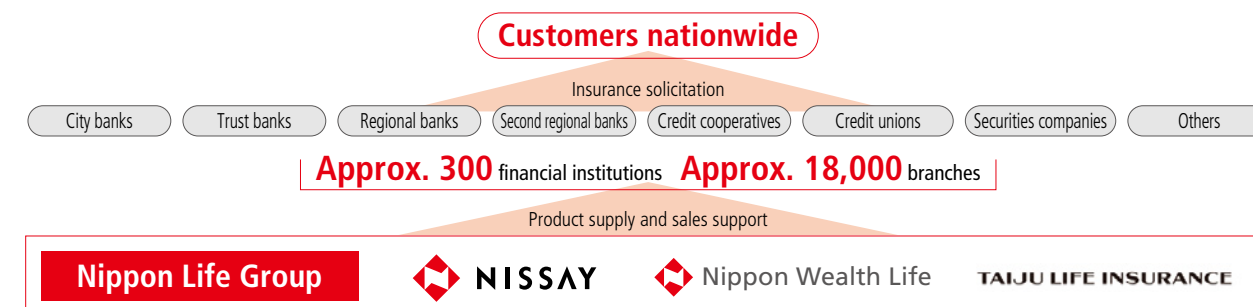 Customers nationwide
Insurance solicitation
City banks Trust banks Regional banks Second regional banks Credit cooperatives Credit unions Securities companies Others
Approx. 300 financial institutions Approx. 18,000 branches
Product supply and sales support
Nippon Life Group NISSAY Nippon Wealth Life TAIJU LIFE INSURANCE